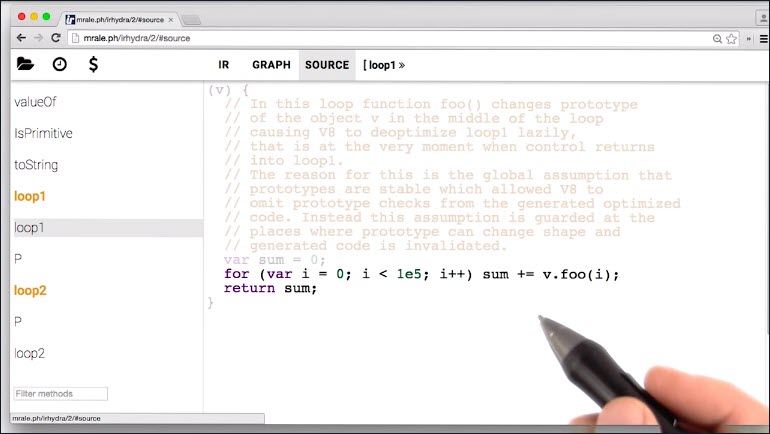 mrale.ph/irhydra/2/#source
mrale.ph/irhydra/2/#source
$ IR GRAPH SOURCE [ loop1 »
valueOf
IsPrimitive
toString
loop1
loop1
P
loop2
P
loop2
Filter methods
mrale.ph/irhydra/2/#source
(v) {
// In this loop function foo() changes prototype
// of the object v in the middle of the loop
// causing V8 to deoptimize loop1 lazily,
// that is at the very moment when control returns
// into loop1.
// The reason for this is the global assumption that
// prototypes are stable which allowed V8 to
// omit prototype checks from the generated optimized
// code. Instead this assumption is guarded at the
// places where prototype can change shape and
// generated code is invalidated.
var sum = 0;
for (var i = 0; i < 1e5; i++) sum += v.foo(i);
return sum;
}